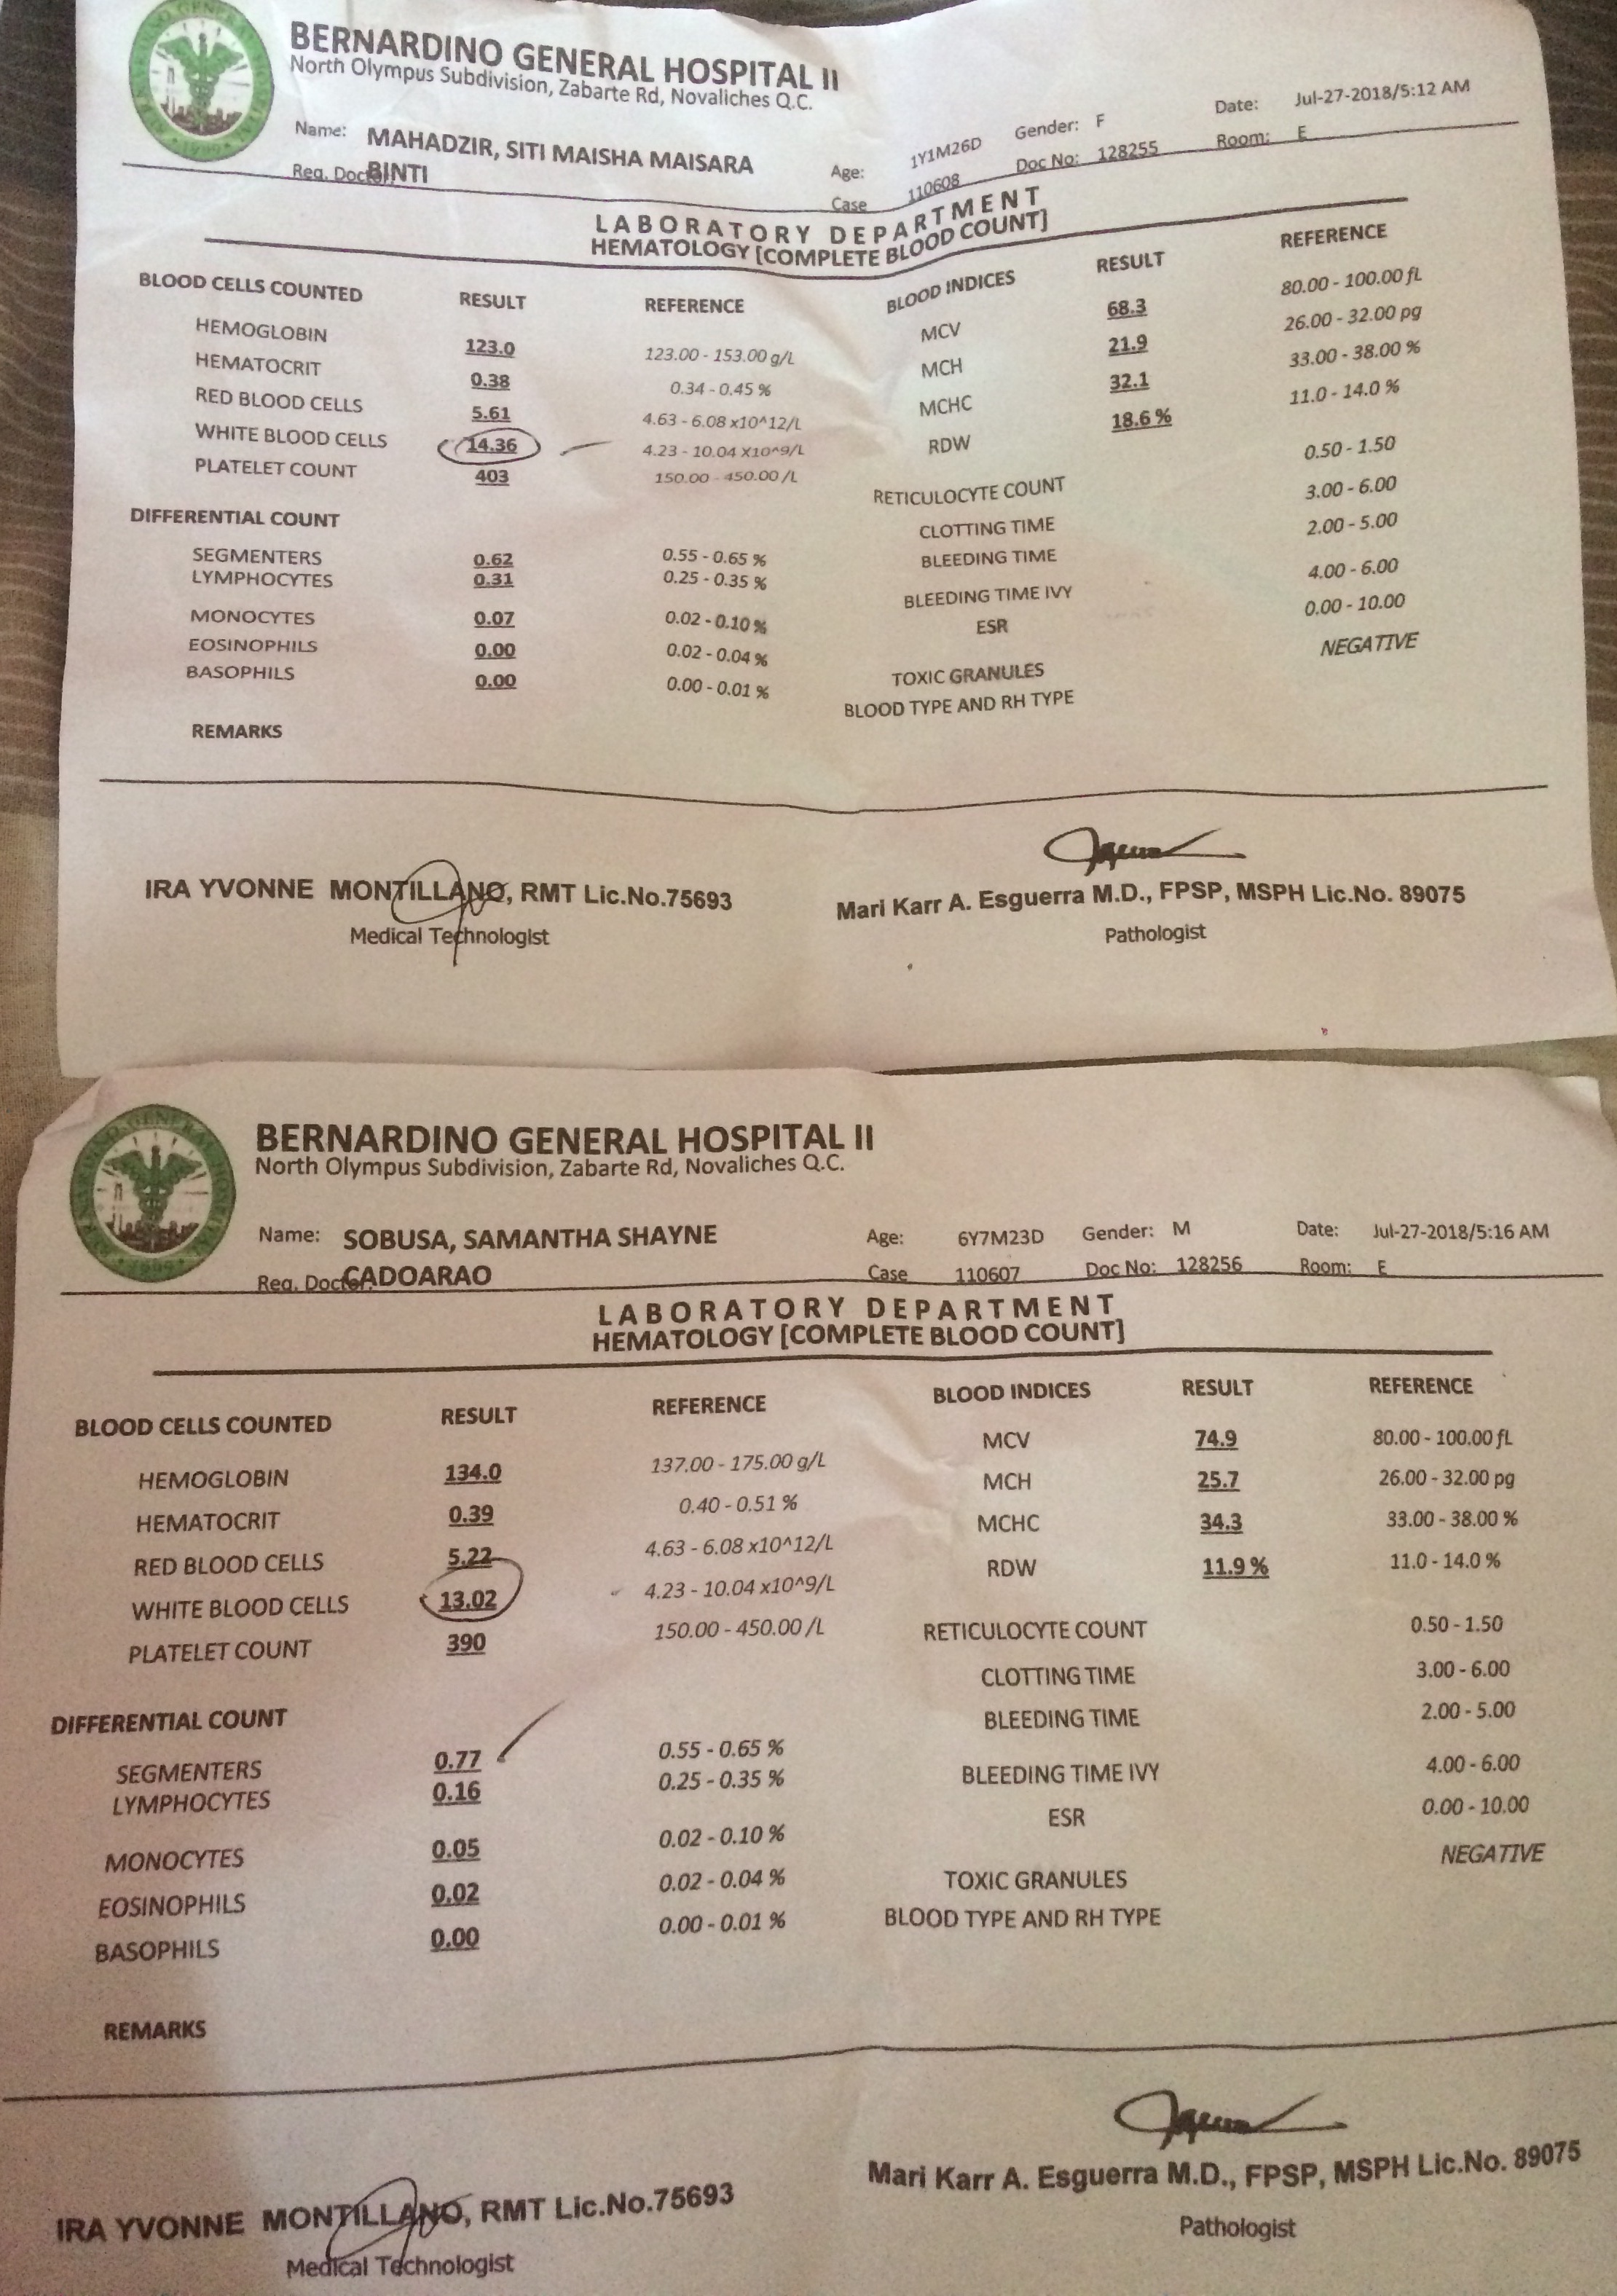 BERNARDINO GENERAL HOSPITAL II
North Olympus Subdivision, Zabarte Rd, Novaliches Q.C.
Name: MAHADZIR, SITI MAISHA MAISARA BINTI Age: 1Y1M26D Gender: F Date: Jul-27-2018/5:12 AM
Req. Doctor: Case 110608 Doc No: 128255 Room: E
LABORATORY DEPARTMENT
HEMATOLOGY [COMPLETE BLOOD COUNT]
BLOOD CELLS COUNTED RESULT REFERENCE BLOOD INDICES RESULT REFERENCE
HEMOGLOBIN 123.0 123.00 - 153.00 g/L MCV 68.3 80.00 - 100.00 fL
HEMATOCRIT 0.38 0.34 - 0.45 % MCH 21.9 26.00 - 32.00 pg
RED BLOOD CELLS 5.61 4.63 - 6.08 x10^12/L MCHC 32.1 33.00 - 38.00 %
WHITE BLOOD CELLS 14.36 4.23 - 10.04 X10^9/L RDW 18.6 % 11.0 - 14.0 %
PLATELET COUNT 403 150.00 - 450.00 /L RETICULOCYTE COUNT 0.50 - 1.50
DIFFERENTIAL COUNT CLOTTING TIME 3.00 - 6.00
SEGMENTERS 0.62 0.55 - 0.65 % BLEEDING TIME 2.00 - 5.00
LYMPHOCYTES 0.31 0.25 - 0.35 % BLEEDING TIME IVY 4.00 - 6.00
MONOCYTES 0.07 0.02 - 0.10 % ESR 0.00 - 10.00
EOSINOPHILS 0.00 0.02 - 0.04 % TOXIC GRANULES NEGATIVE
BASOPHILS 0.00 0.00 - 0.01 % BLOOD TYPE AND RH TYPE
REMARKS
IRA YVONNE MONTILLANO, RMT Lic.No.75693 Mari Karr A. Esguerra M.D., FPSP, MSPH Lic.No. 89075
Medical Technologist Pathologist
BERNARDINO GENERAL HOSPITAL II
North Olympus Subdivision, Zabarte Rd, Novaliches Q.C.
Name: SOBUSA, SAMANTHA SHAYNE CADOARAO Age: 6Y7M23D Gender: M Date: Jul-27-2018/5:16 AM
Req. Doctor: Case 110607 Doc No: 128256 Room: E
LABORATORY DEPARTMENT
HEMATOLOGY [COMPLETE BLOOD COUNT]
BLOOD CELLS COUNTED RESULT REFERENCE BLOOD INDICES RESULT REFERENCE
HEMOGLOBIN 134.0 137.00 - 175.00 g/L MCV 74.9 80.00 - 100.00 fL
HEMATOCRIT 0.39 0.40 - 0.51 % MCH 25.7 26.00 - 32.00 pg
RED BLOOD CELLS 5.22 4.63 - 6.08 x10^12/L MCHC 34.3 33.00 - 38.00 %
WHITE BLOOD CELLS 13.02 4.23 - 10.04 x10^9/L RDW 11.9 % 11.0 - 14.0 %
PLATELET COUNT 390 150.00 - 450.00 /L RETICULOCYTE COUNT 0.50 - 1.50
CLOTTING TIME 3.00 - 6.00
DIFFERENTIAL COUNT BLEEDING TIME 2.00 - 5.00
SEGMENTERS 0.77 0.55 - 0.65 % BLEEDING TIME IVY 4.00 - 6.00
LYMPHOCYTES 0.16 0.25 - 0.35 % ESR 0.00 - 10.00
MONOCYTES 0.05 0.02 - 0.10 % NEGATIVE
EOSINOPHILS 0.02 0.02 - 0.04 % TOXIC GRANULES
BASOPHILS 0.00 0.00 - 0.01 % BLOOD TYPE AND RH TYPE
REMARKS
IRA YVONNE MONTILLANO, RMT Lic.No.75693 Mari Karr A. Esguerra M.D., FPSP, MSPH Lic.No. 89075
Medical Technologist Pathologist